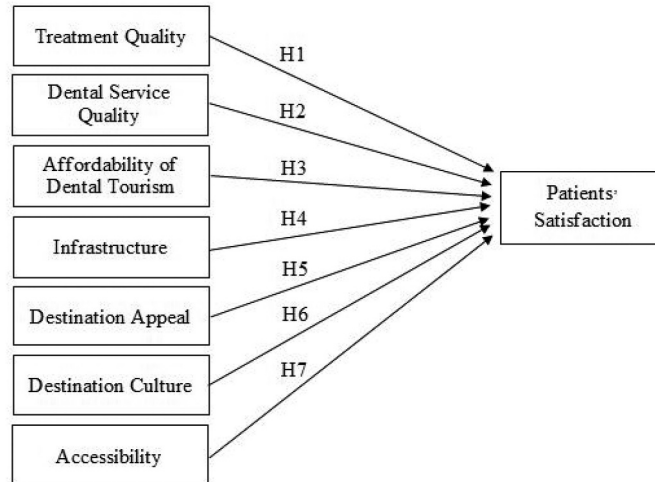 Treatment Quality
H1
Dental Service
Quality
H2
Affordability of
Dental Tourism
H3
Patients'
Satisfaction
Infrastructure
H4
Destination Appeal
H5
H6
Destination Culture
H7
Accessibility